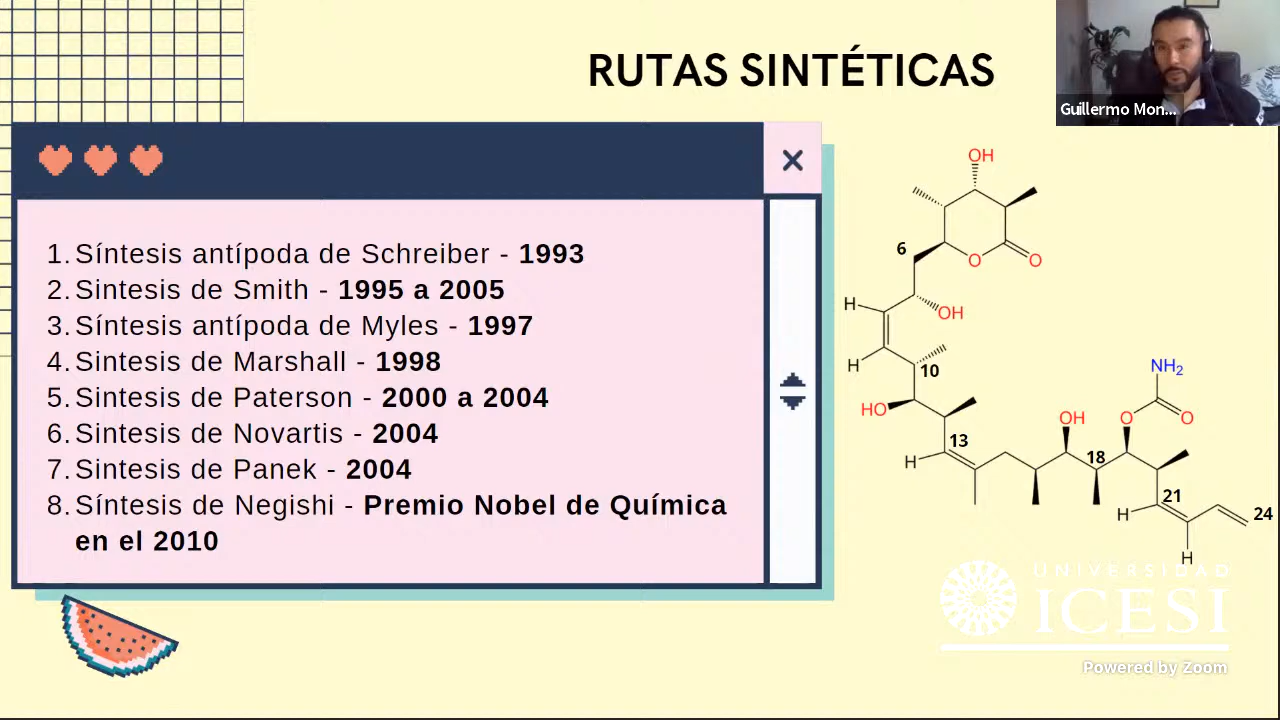 RUTAS SINTÉTICAS
Guillermo Mon...
1. Síntesis antípoda de Schreiber - 1993
2. Sintesis de Smith - 1995 a 2005
3. Síntesis antípoda de Myles - 1997
4. Sintesis de Marshall - 1998
5. Sintesis de Paterson - 2000 a 2004
6. Sintesis de Novartis - 2004
7. Sintesis de Panek - 2004
8. Síntesis de Negishi - Premio Nobel de Química
en el 2010
OH
6
O
O
H
OH
H
10
NH₂
HO
OH
O
O
13
18
H
21
H
24
H
UNIVERSIDAD
ICESI
Powered by Zoom